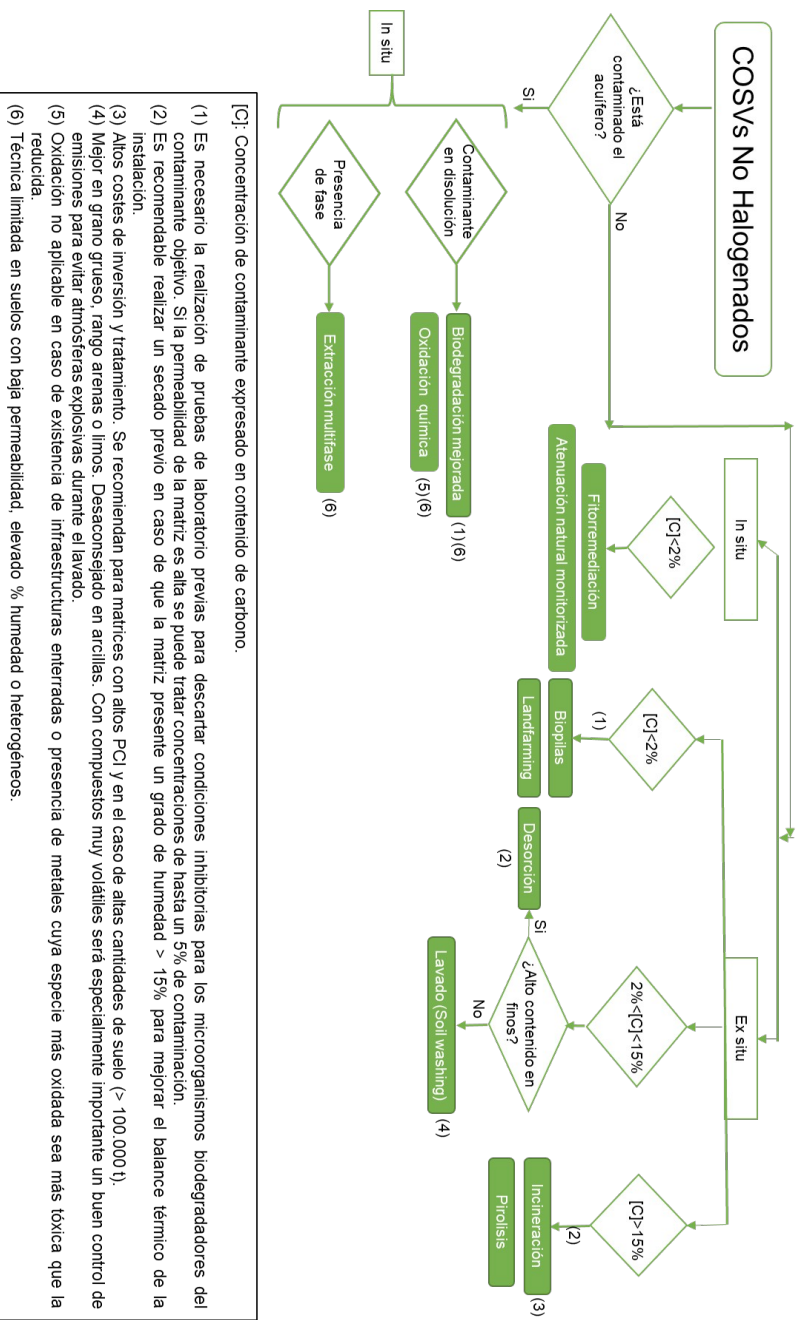 COSVs No Halogenados
¿Está
contaminado el
acuífero?
No
Si
In situ
Contaminante
en disolución
Biodegradación mejorada
(1)(6)
Oxidación química
(5)(6)
Presencia
de fase
Extracción multifase
(6)
In situ
[C]<2%
Fitorremediación
Atenuación natural monitorizada
Ex situ
[C]<2%
(1)
Biopilas
Landfarming
2%<[C]<15%
¿Alto contenido en
finos?
Si
Desorción
(2)
No
Lavado (Soil washing)
(4)
[C]>15%
(2)
Incineración
(3)
Pirolisis
[C]: Concentración de contaminante expresado en contenido de carbono.
(1) Es necesario la realización de pruebas de laboratorio previas para descartar condiciones inhibitorias para los microorganismos biodegradadores del
contaminante objetivo. Si la permeabilidad de la matriz es alta se puede tratar concentraciones de hasta un 5% de contaminación.
(2) Es recomendable realizar un secado previo en caso de que la matriz presente un grado de humedad > 15% para mejorar el balance térmico de la
instalación.
(3) Altos costes de inversión y tratamiento. Se recomiendan para matrices con altos PCI y en el caso de altas cantidades de suelo (> 100.000 t).
(4) Mejor en grano grueso, rango arenas o limos. Desaconsejado en arcillas. Con compuestos muy volátiles será especialmente importante un buen control de
emisiones para evitar atmósferas explosivas durante el lavado.
(5) Oxidación no aplicable en caso de existencia de infraestructuras enterradas o presencia de metales cuya especie más oxidada sea más tóxica que la
reducida.
(6) Técnica limitada en suelos con baja permeabilidad, elevado % humedad o heterogéneos.